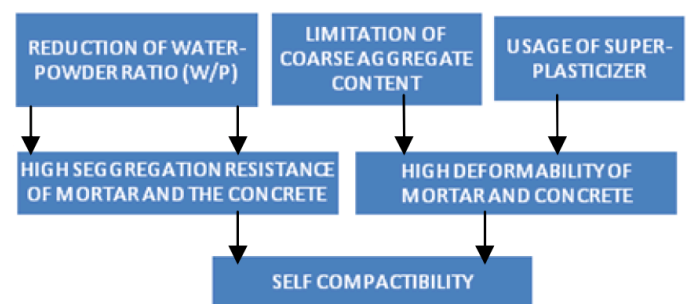 REDUCTION OF WATER-
POWDER RATIO (W/P)
LIMITATION OF
COARSE AGGREGATE
CONTENT
USAGE OF SUPER-
PLASTICIZER
HIGH SEGGREGATION RESISTANCE
OF MORTAR AND THE CONCRETE
HIGH DEFORMABILITY OF
MORTAR AND CONCRETE
SELF COMPACTIBILITY